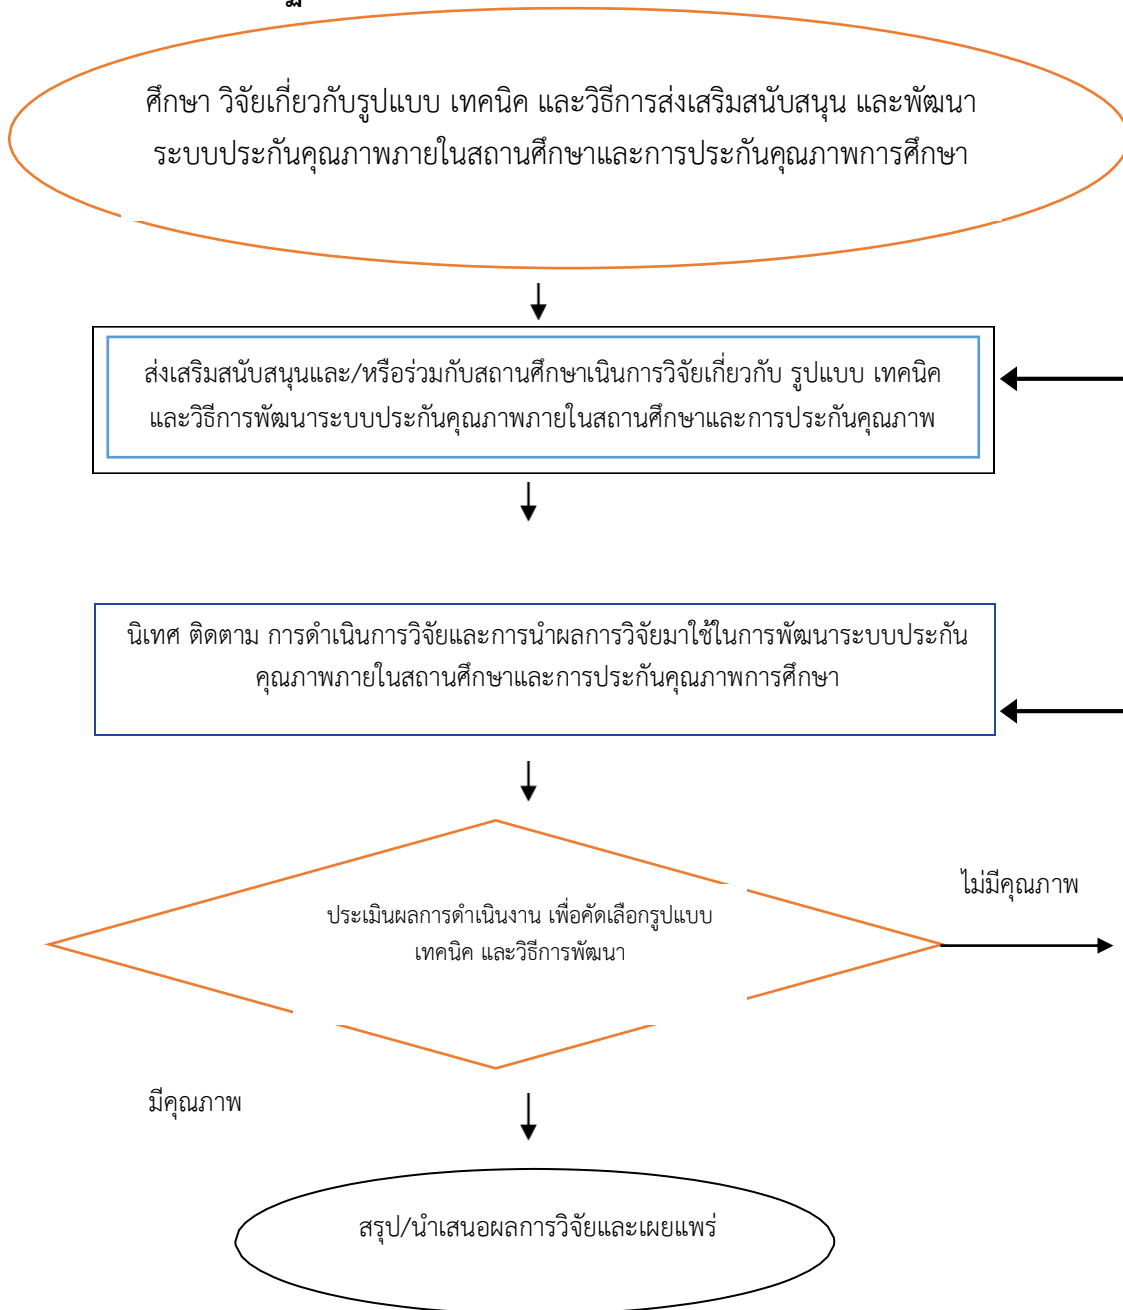 ศึกษา วิจัยเกี่ยวกับรูปแบบ เทคนิค และวิธีการส่งเสริมสนับสนุน และพัฒนา
ระบบประกันคุณภาพภายในสถานศึกษาและการประกันคุณภาพการศึกษา
ส่งเสริมสนับสนุนและ/หรือร่วมกับสถานศึกษาเนินการวิจัยเกี่ยวกับ รูปแบบ เทคนิค
และวิธีการพัฒนาระบบประกันคุณภาพภายในสถานศึกษาและการประกันคุณภาพ
นิเทศ ติดตาม การดำเนินการวิจัยและการนำผลการวิจัยมาใช้ในการพัฒนาระบบประกัน
คุณภาพภายในสถานศึกษาและการประกันคุณภาพการศึกษา
ไม่มีคุณภาพ
ประเมินผลการดำเนินงาน เพื่อคัดเลือกรูปแบบ
เทคนิค และวิธีการพัฒนา
มีคุณภาพ
สรุป/นำเสนอผลการวิจัยและเผยแพร่